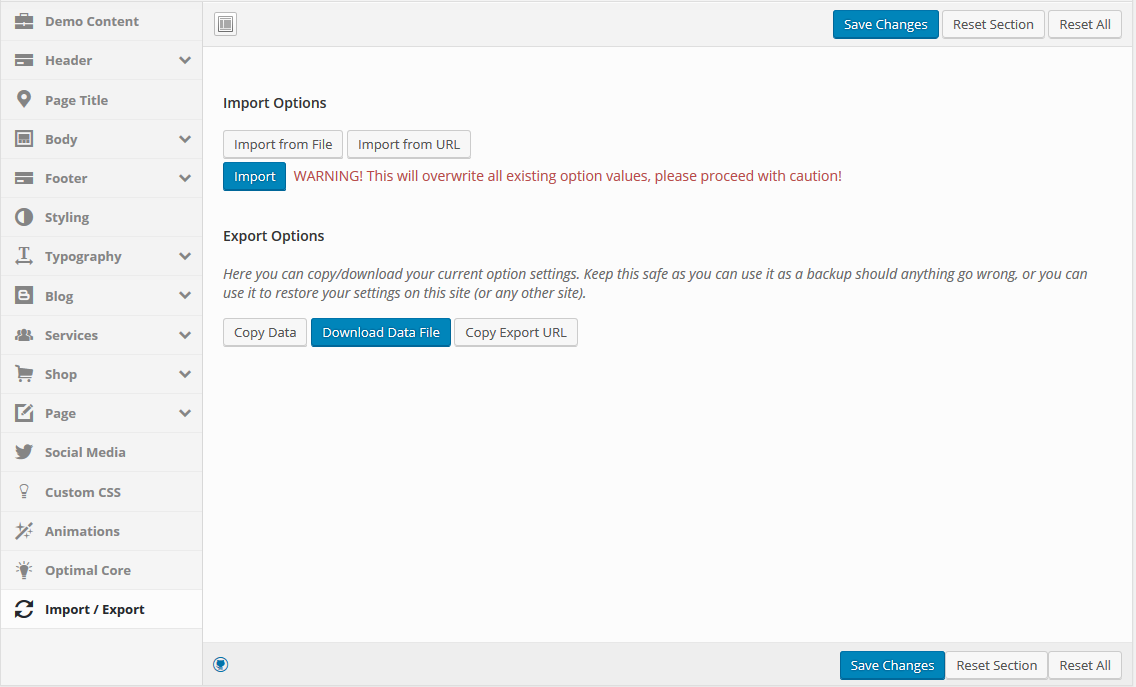 Demo Content
Header
Page Title
Body
Footer
Styling
Typography
Blog
Services
Shop
Page
Social Media
Custom CSS
Animations
Optimal Core
Import / Export
Save Changes Reset Section Reset All
Import Options
Import from File Import from URL
Import WARNING! This will overwrite all existing option values, please proceed with caution!
Export Options
Here you can copy/download your current option settings. Keep this safe as you can use it as a backup should anything go wrong, or you can
use it to restore your settings on this site (or any other site).
Copy Data Download Data File Copy Export URL
Save Changes Reset Section Reset All